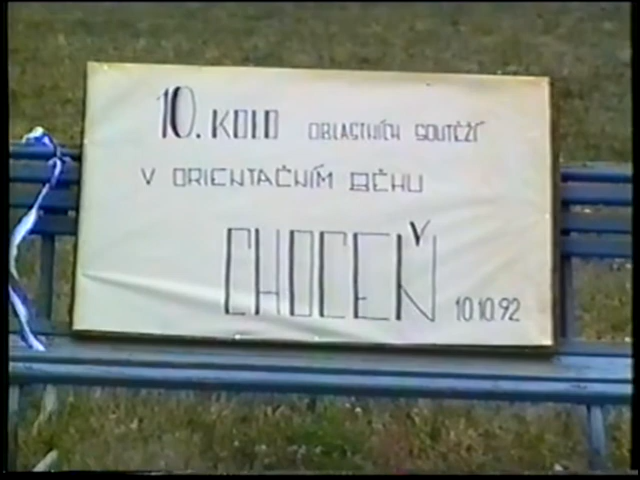 10. KOLO OBLASTNÍCH SOUTĚŽÍ
V ORIENTAČNÍM BĚHU
CHOCEŇ 10.10.92